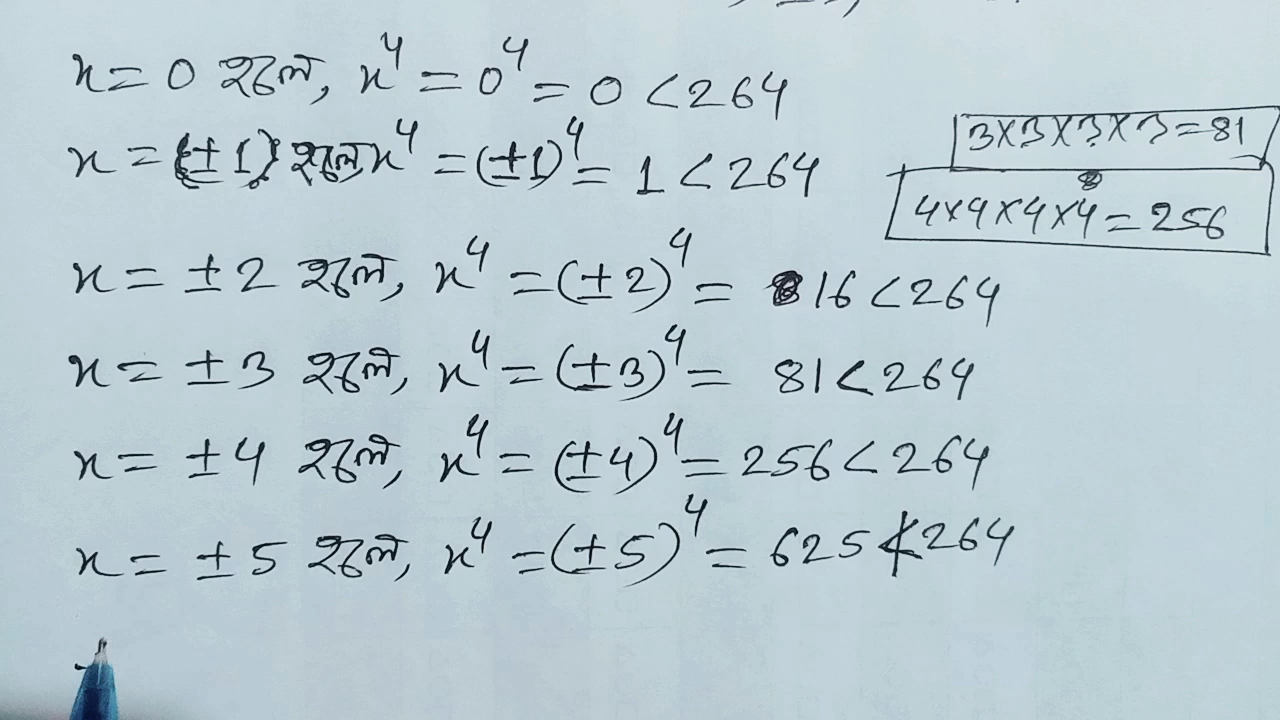 x = 0 হলে, x⁴ = 0⁴ = 0 < 264
x = (±1) হলে x⁴ = (±1)⁴ = 1 < 264
3×3×3×3 = 81
4×4×4×4 = 256
x = ±2 হলে, x⁴ = (±2)⁴ = 16 < 264
x = ±3 হলে, x⁴ = (±3)⁴ = 81 < 264
x = ±4 হলে, x⁴ = (±4)⁴ = 256 < 264
x = ±5 হলে, x⁴ = (±5)⁴ = 625 ≮ 264